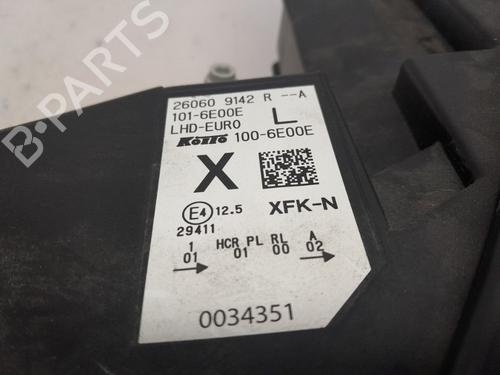 B-PARTS
26060 9142 R --A
101-6E00E L
LHD-EURO
KOITO 100-6E00E
X
E4 12.5 XFK-N
29411
1 HCR PL RL A
01 01 00 02
0034351